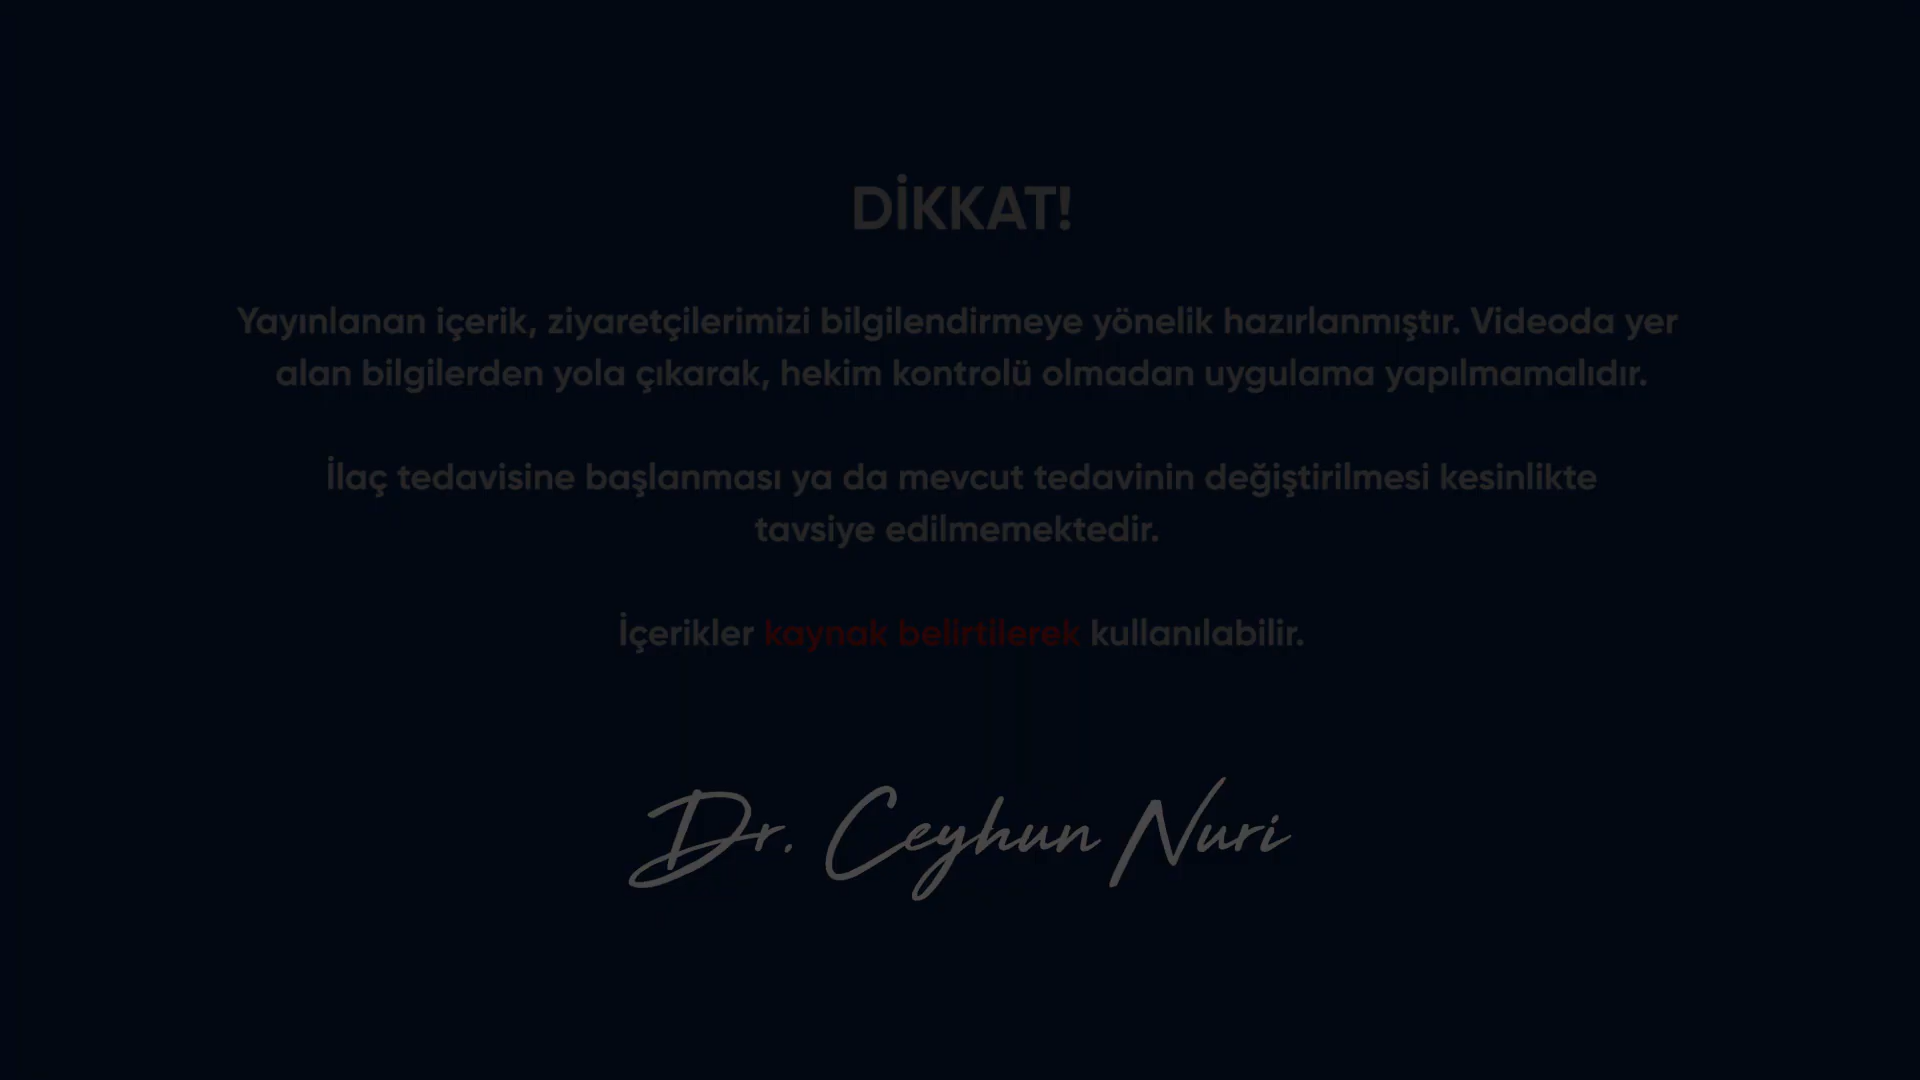 DİKKAT!
Yayınlanan içerik, ziyaretçilerimizi bilgilendirmeye yönelik hazırlanmıştır. Videoda yer
alan bilgilerden yola çıkarak, hekim kontrolü olmadan uygulama yapılmamalıdır.
İlaç tedavisine başlanması ya da mevcut tedavinin değiştirilmesi kesinlikte
tavsiye edilmemektedir.
İçerikler kaynak belirtilerek kullanılabilir.
Dr. Ceyhun Nuri